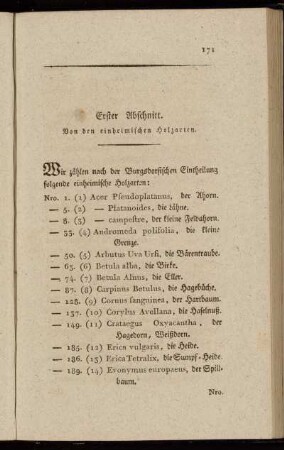 171
Erster Abschnitt.
Von den einheimischen Holzarten.
Wir zählen nach der Burgsdorfischen Eintheilung
folgende einheimische Holzarten:
Nro. 1. (1) Acer Pseudoplatanus, der Ahorn.
— 5. (2) — Platanoides, die Lähne.
— 8. (3) — campestre, der kleine Feldahorn.
— 35. (4) Andromeda polifolia, die kleine
Grenze.
— 50. (5) Arbutus Uva Ursi, die Bärentraube.
— 65. (6) Betula alba, die Birke.
— 74. (7) Betula Alnus, die Eller.
— 87. (8) Carpinus Betulus, die Hagebüche.
— 128. (9) Cornus sanguinea, der Hartbaum.
— 137. (10) Corylus Avellana, die Haselnuß.
— 149. (11) Crataegus Oxyacantha, der
Hagedorn, Weißdorn.
— 185. (12) Erica vulgaris, die Heide.
— 186. (13) Erica Tetralix, die Sumpf-Heide.
— 189. (14) Evonymus europaeus, der Spill-
baum.
Nro.